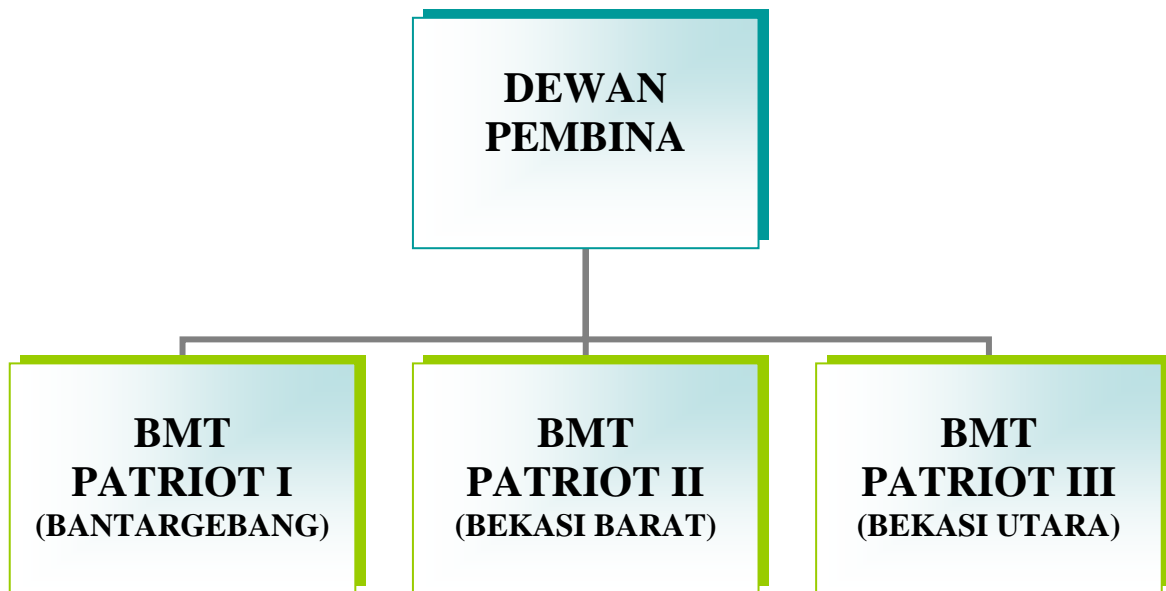 DEWAN
PEMBINA
BMT
PATRIOT I
(BANTARGEBANG)
BMT
PATRIOT II
(BEKASI BARAT)
BMT
PATRIOT III
(BEKASI UTARA)